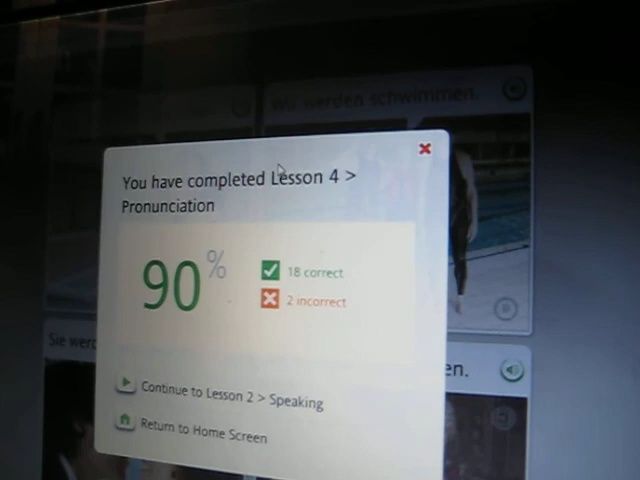 Wir werden schwimmen.
You have completed Lesson 4 >
Pronunciation
90%
18 correct
2 incorrect
Sie werd
en.
Continue to Lesson 2 > Speaking
Return to Home Screen